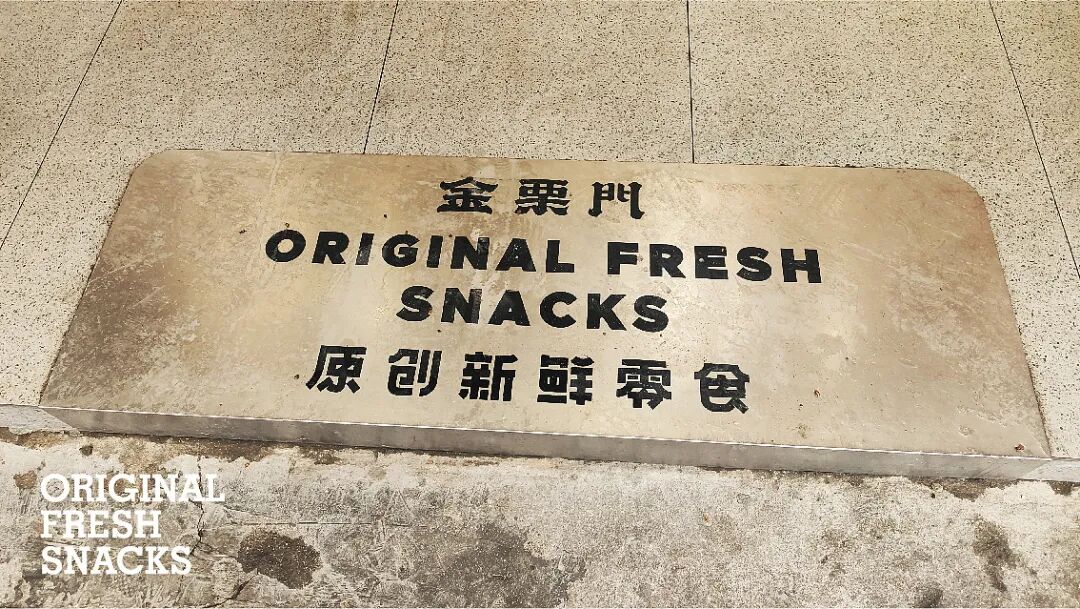 金栗門
ORIGINAL FRESH
SNACKS
原创新鲜零食
ORIGINAL
FRESH
SNACKS